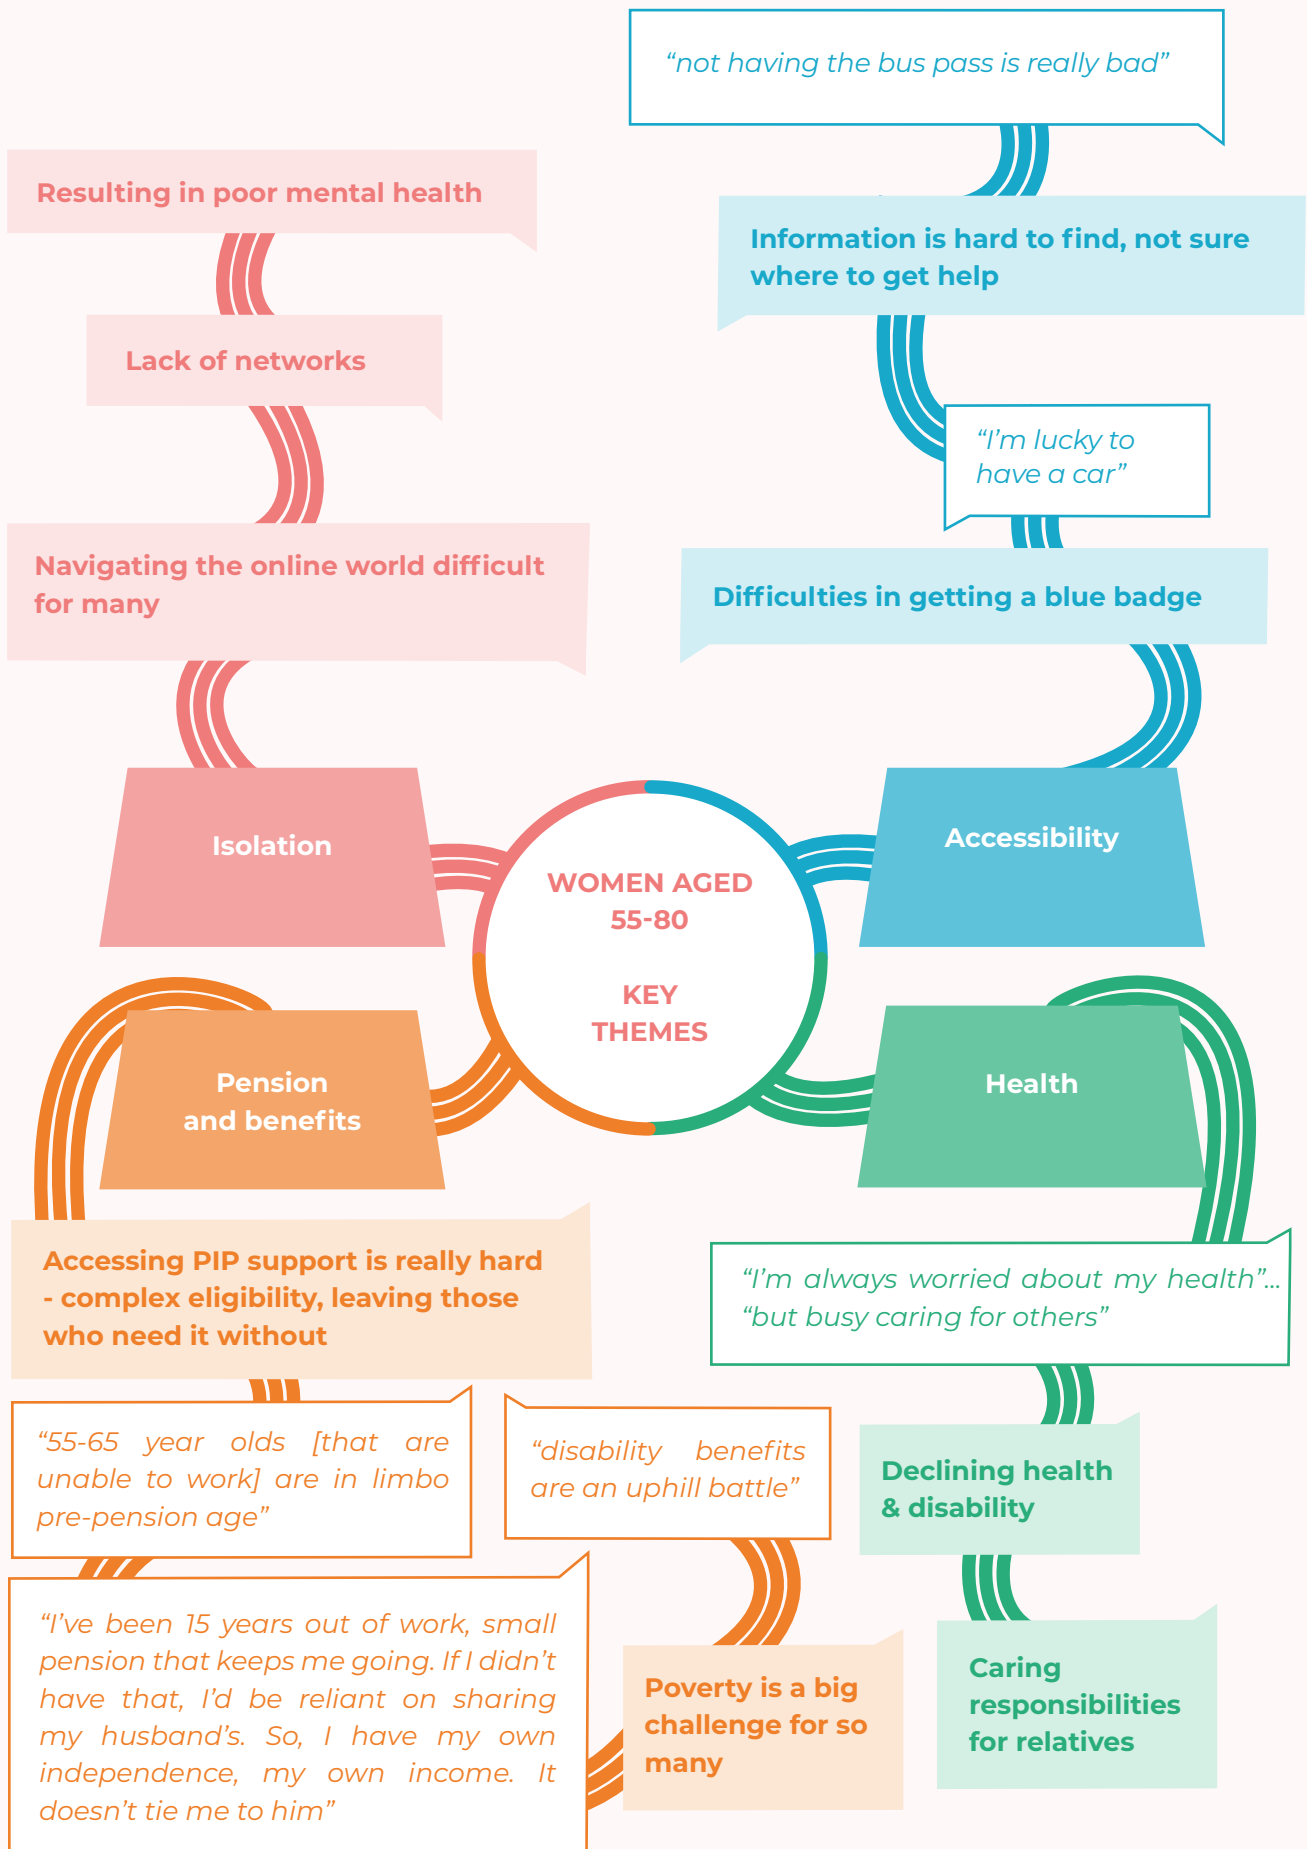 “not having the bus pass is really bad”
Resulting in poor mental health
Information is hard to find, not sure
where to get help
Lack of networks
“I’m lucky to
have a car”
Navigating the online world difficult
for many
Difficulties in getting a blue badge
Isolation
Accessibility
WOMEN AGED
55-80
KEY
THEMES
Pension
and benefits
Health
Accessing PIP support is really hard
- complex eligibility, leaving those
who need it without
“I’m always worried about my health”...
“but busy caring for others”
“55-65 year olds [that are
unable to work] are in limbo
pre-pension age”
“disability benefits
are an uphill battle”
Declining health
& disability
“I’ve been 15 years out of work, small
pension that keeps me going. If I didn’t
have that, I’d be reliant on sharing
my husband’s. So, I have my own
independence, my own income. It
doesn’t tie me to him”
Poverty is a big
challenge for so
many
Caring
responsibilities
for relatives